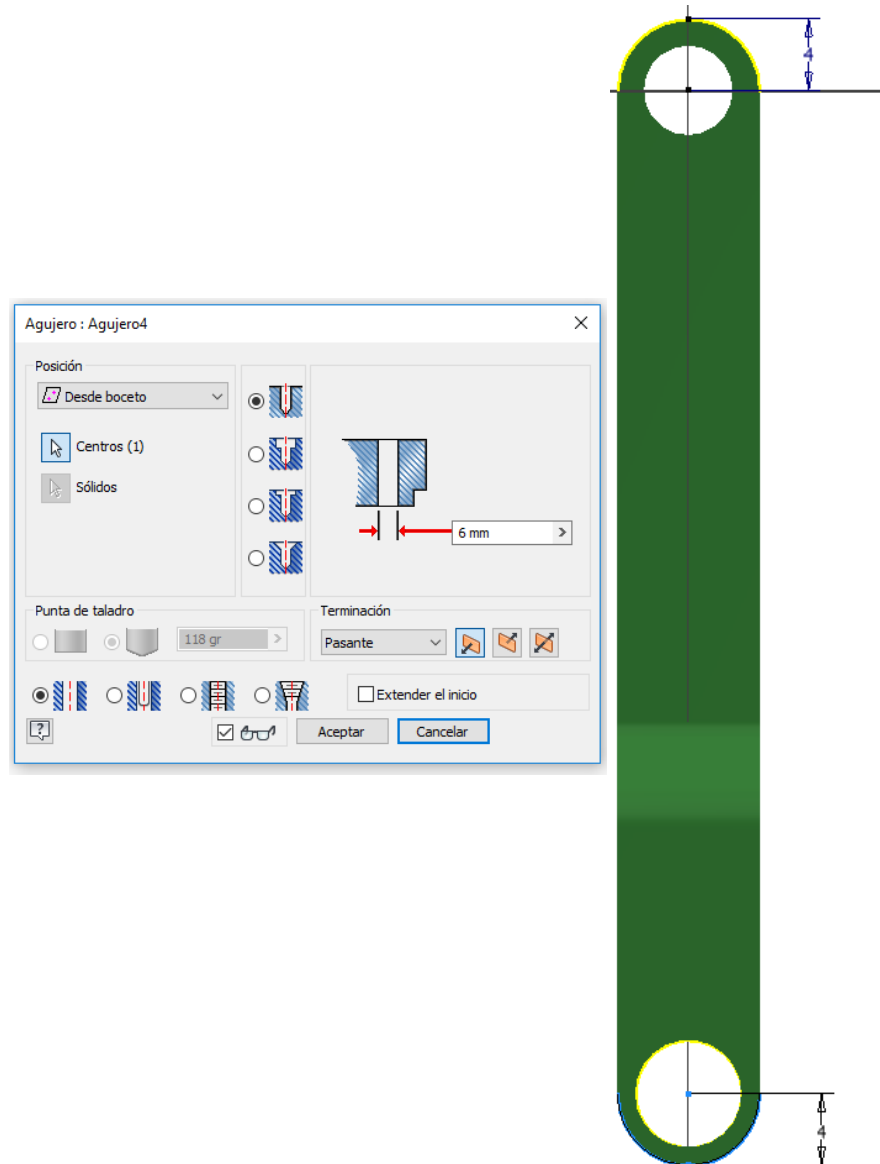 4
Agujero : Agujero4
Posición
Desde boceto
Centros (1)
Sólidos
6 mm
Punta de taladro
118 gr
Terminación
Pasante
Extender el inicio
Aceptar
Cancelar
4